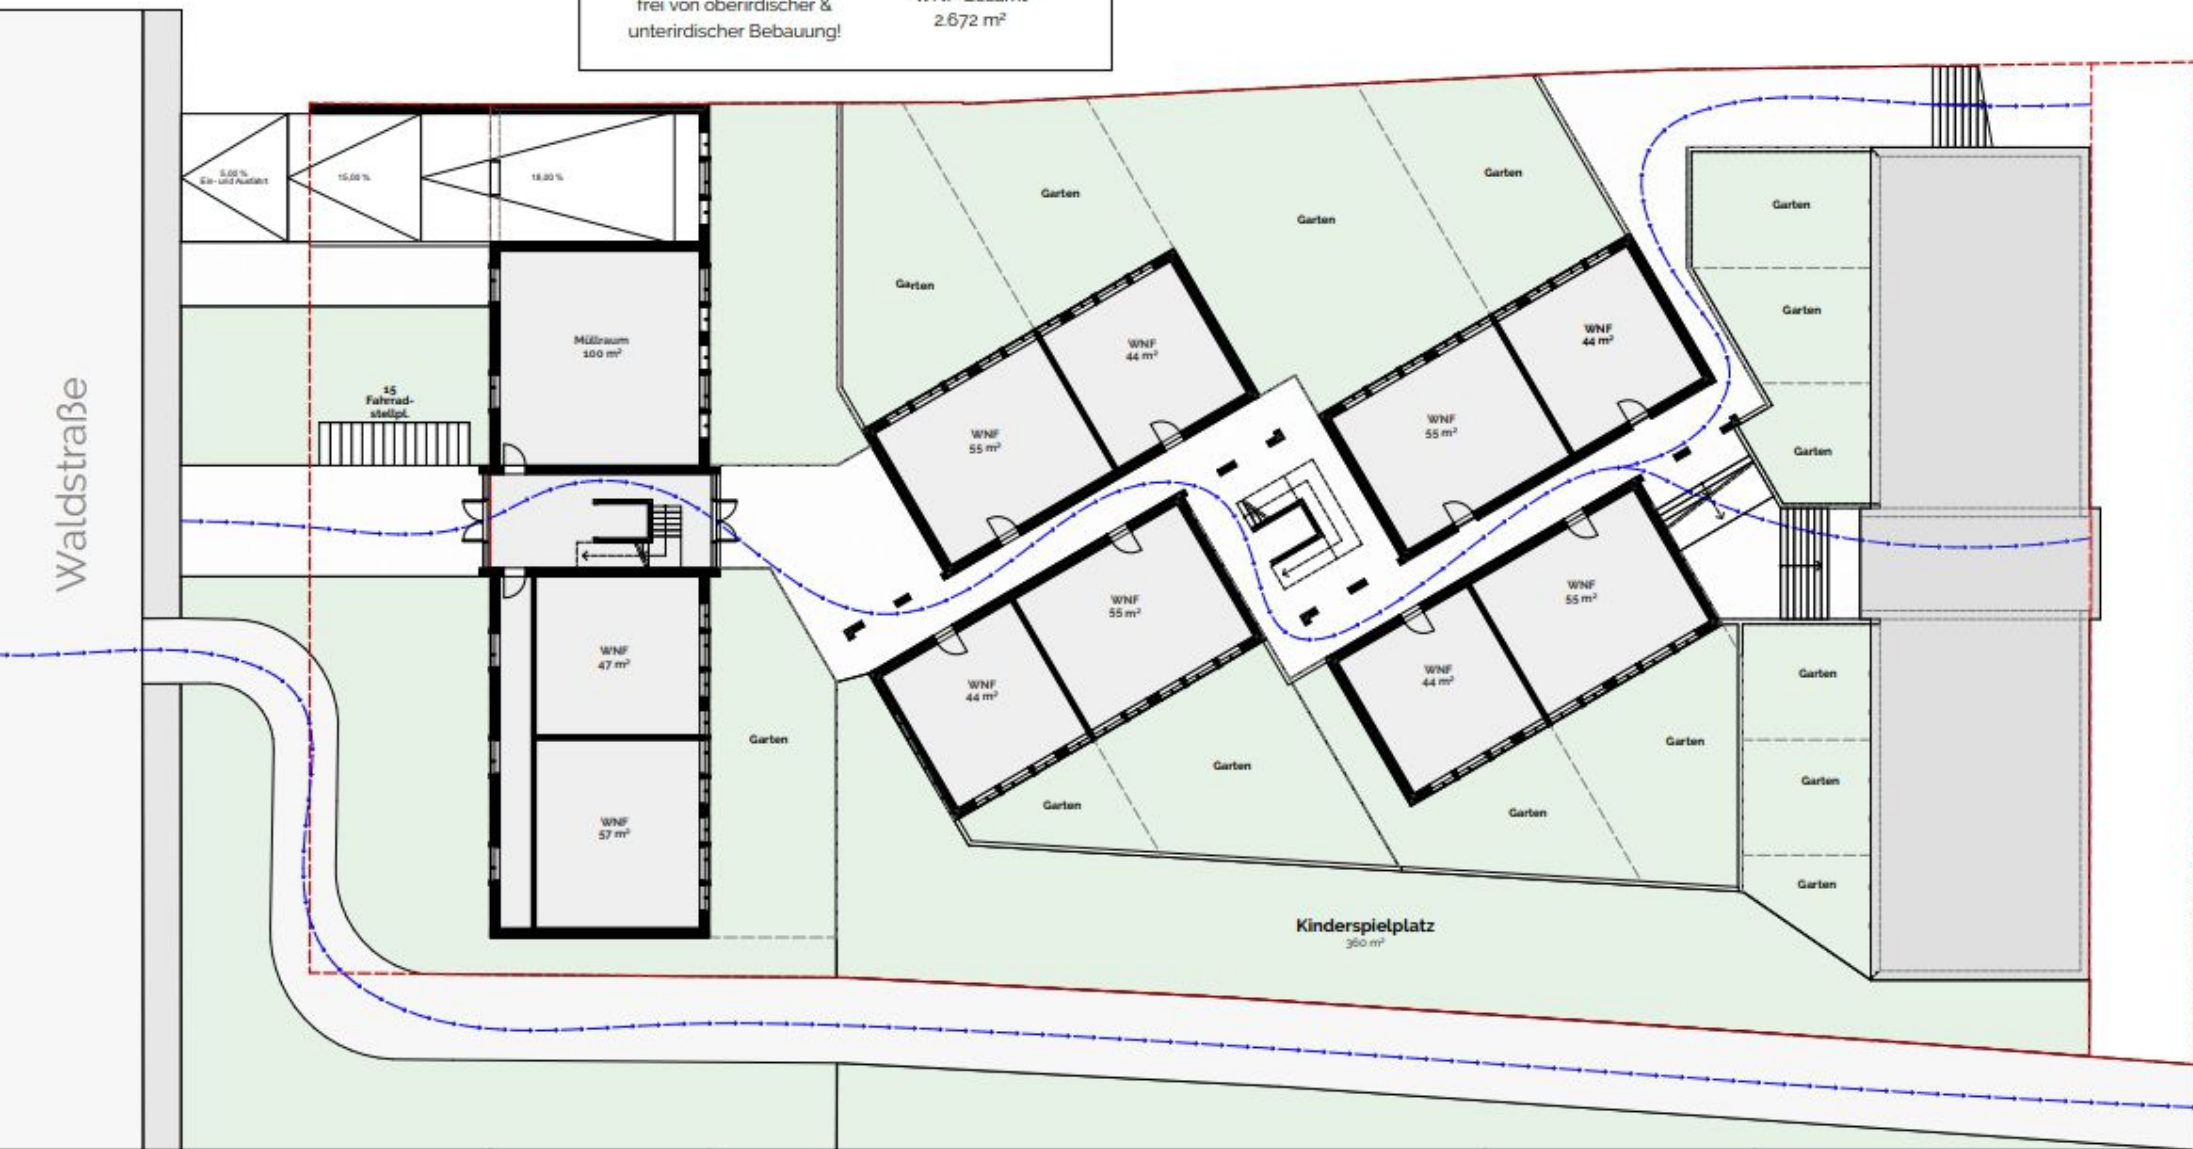 frei von oberirdischer &
unterirdischer Bebauung!
2.672 m²
Waldstraße
5,00 %
Ein- und Ausfahrt
15,00 %
18,00 %
Garten
Garten
Garten
Garten
Garten
Garten
Garten
Müllraum
100 m²
15
Fahrrad-
stellpl.
WNF
55 m²
WNF
44 m²
WNF
55 m²
WNF
44 m²
WNF
47 m²
WNF
57 m²
WNF
44 m²
WNF
55 m²
WNF
44 m²
WNF
55 m²
Garten
Garten
Garten
Garten
Garten
Garten
Garten
Garten
Kinderspielplatz
360 m²